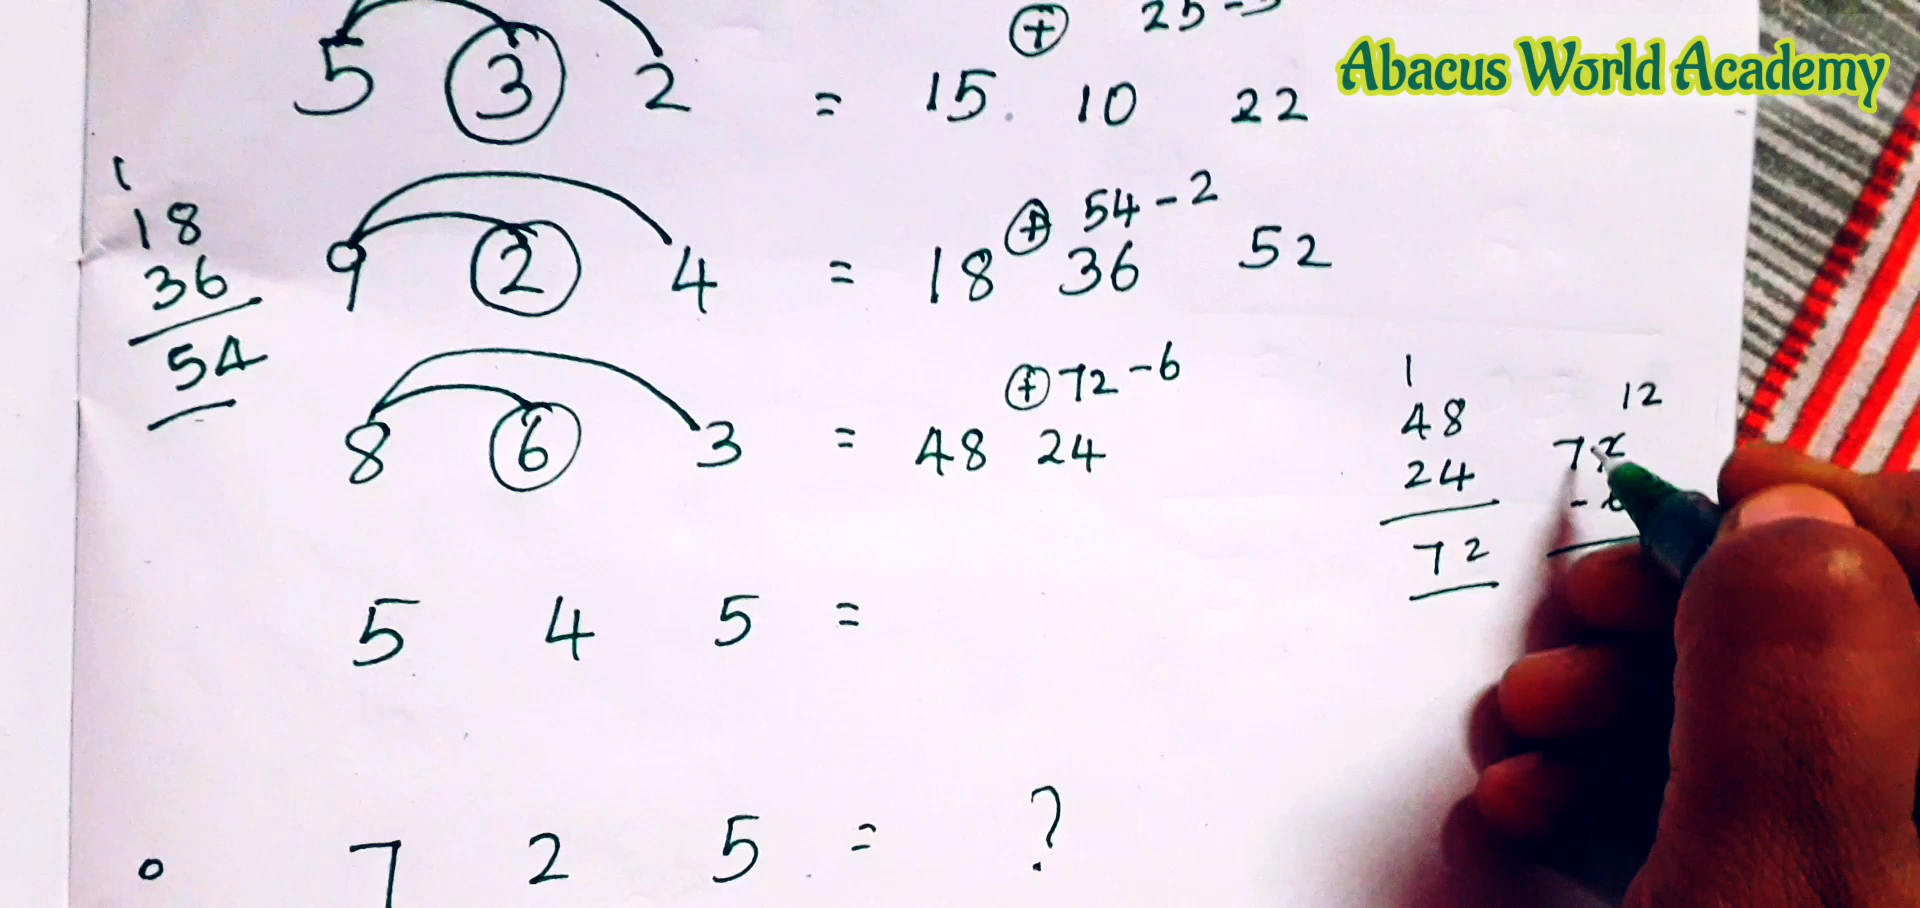 25 - 3
Abacus World Academy
5 3 2 = 15 + 10 22
1
18
36
54
54 - 2
9 2 4 = 18 + 36 52
72 - 6
8 6 3 = 48 + 24
1
48
24
72
12
72
-
5 4 5 =
7 2 5 = ?